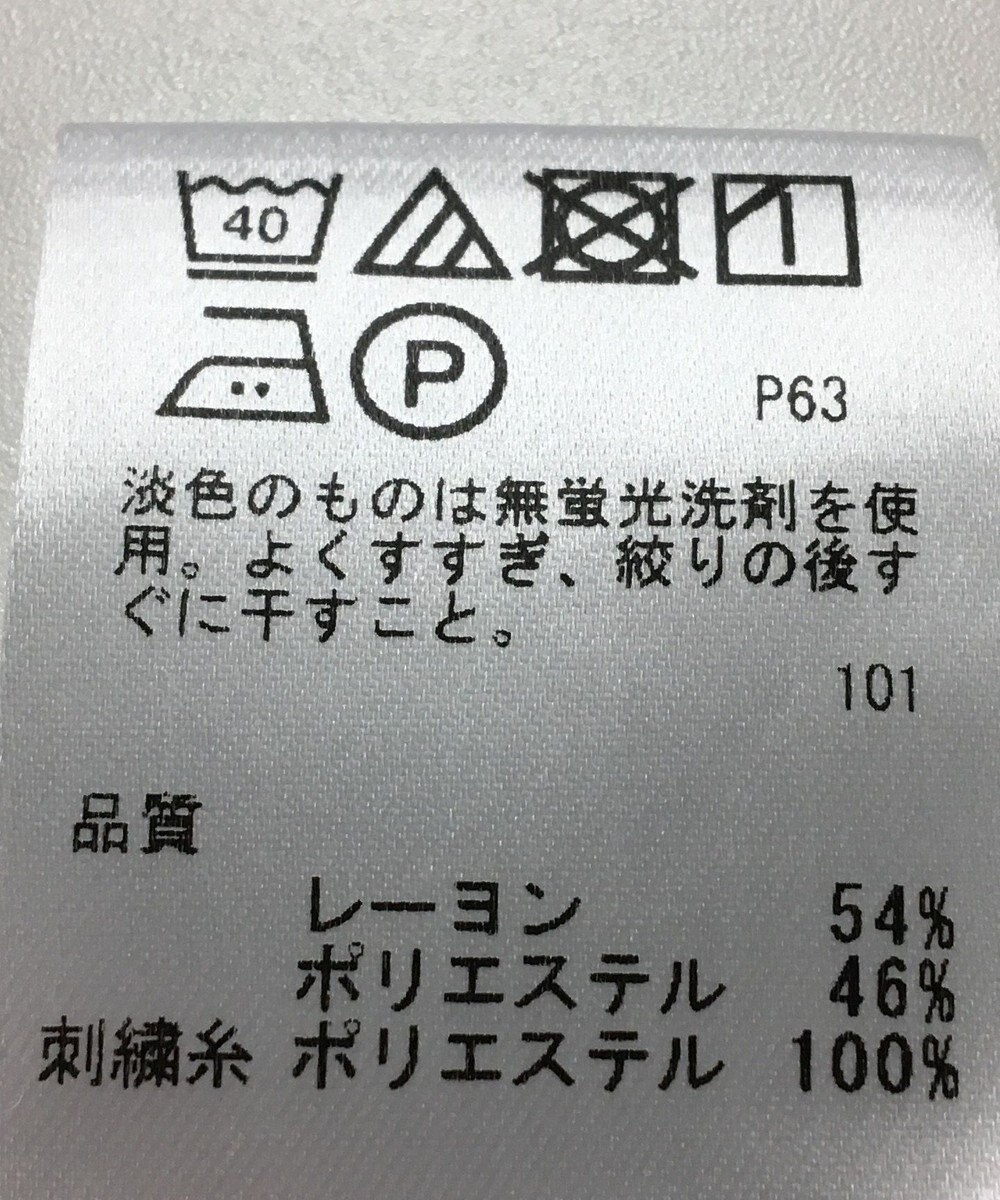 40
P P63
淡色のものは無蛍光洗剤を使
用。よくすすぎ、絞りの後す
ぐに干すこと。
101
品質
レーヨン 54%
ポリエステル 46%
刺繍糸 ポリエステル 100%